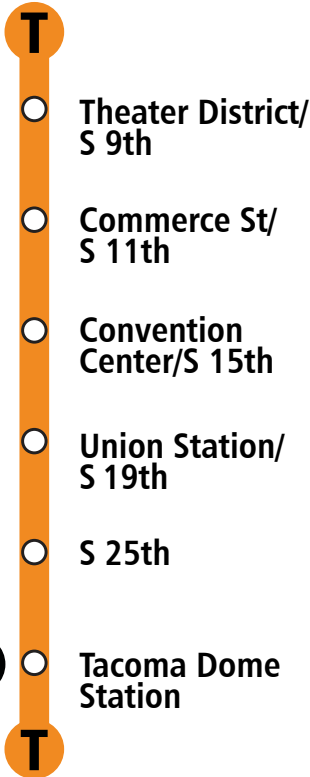 T
Theater District/
S 9th
Commerce St/
S 11th
Convention
Center/S 15th
Union Station/
S 19th
S 25th
Tacoma Dome
Station
T